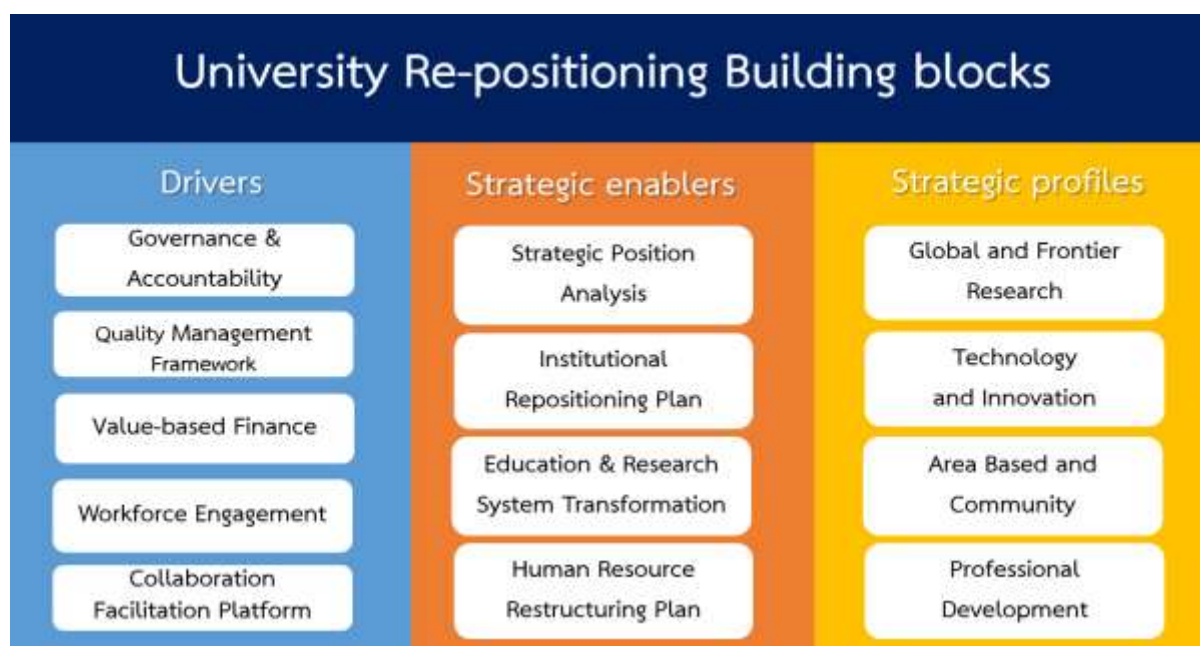 University Re-positioning Building blocks
Drivers
Governance &
Accountability
Quality Management
Framework
Value-based Finance
Workforce Engagement
Collaboration
Facilitation Platform
Strategic enablers
Strategic Position
Analysis
Institutional
Repositioning Plan
Education & Research
System Transformation
Human Resource
Restructuring Plan
Strategic profiles
Global and Frontier
Research
Technology
and Innovation
Area Based and
Community
Professional
Development